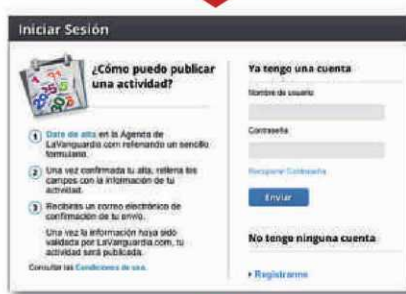 Iniciar Sesión
¿Cómo puedo publicar
una actividad?
1 Date de alta en la Agenda de
LaVanguardia.com rellenando un sencillo
formulario.
2 Una vez confirmada tu alta, rellena los
campos con la información de tu
actividad.
3 Recibirás un correo electrónico de
confirmación de tu envío.
Una vez la información haya sido
validada por LaVanguardia.com, tu
actividad será publicada.
Consultar las Condiciones de uso.
Ya tengo una cuenta
Nombre de usuario
Contraseña
Recuperar Contraseña
Enviar
No tengo ninguna cuenta
Registrarme